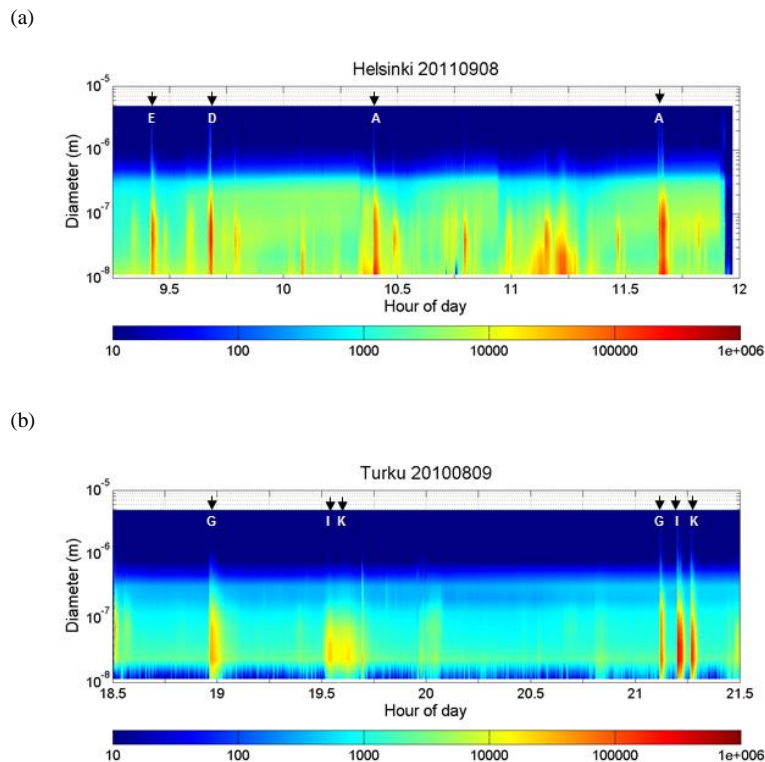 (a)
Helsinki 20110908
10-5
E D A A
10-6
Diameter (m)
10-7
10-8
9.5 10 10.5 11 11.5 12
Hour of day
10 100 1000 10000 100000 1e+006
(b)
Turku 20100809
10-5
G I K G I K
10-6
Diameter (m)
10-7
10-8
18.5 19 19.5 20 20.5 21 21.5
Hour of day
10 100 1000 10000 100000 1e+006